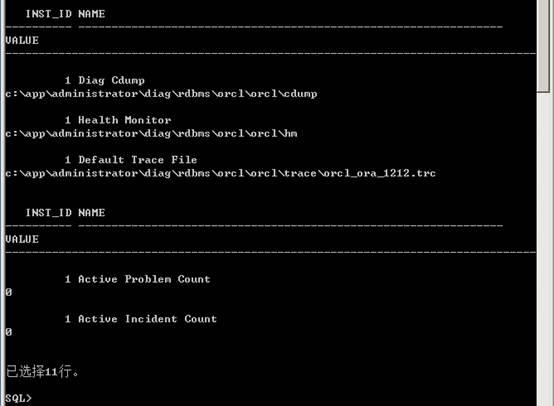 INST_ID NAME
---------- ----------------------------------------------------------------
VALUE
--------------------------------------------------------------------------------
1 Diag Cdump
c:\app\administrator\diag\rdbms\orcl\orcl\cdump
1 Health Monitor
c:\app\administrator\diag\rdbms\orcl\orcl\hm
1 Default Trace File
c:\app\administrator\diag\rdbms\orcl\orcl\trace\orcl_ora_1212.trc
INST_ID NAME
---------- ----------------------------------------------------------------
VALUE
--------------------------------------------------------------------------------
1 Active Problem Count
0
1 Active Incident Count
0
已选择11行。
SQL>